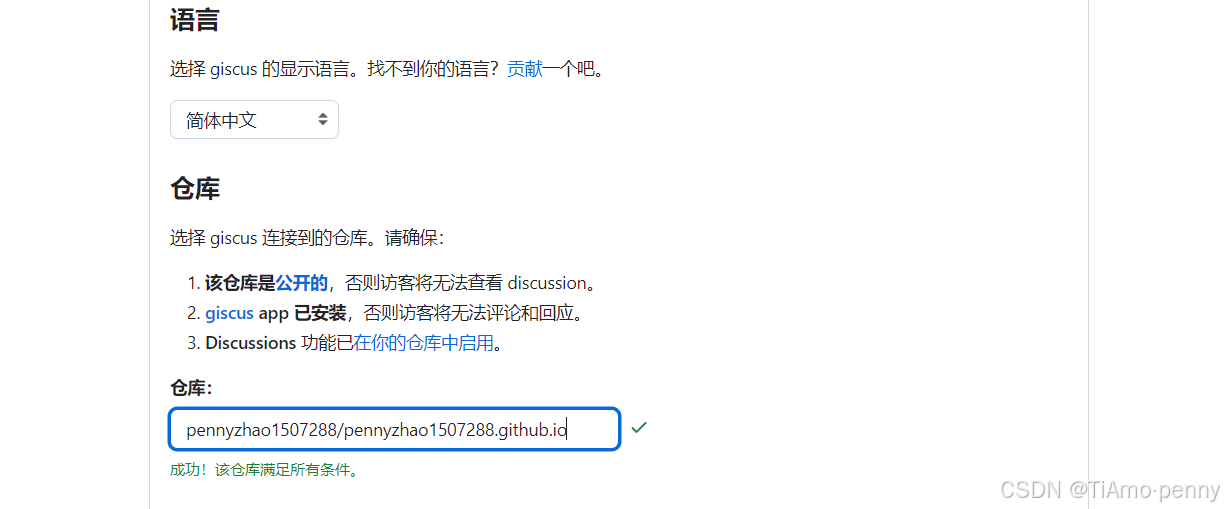 语言
选择 giscus 的显示语言。找不到你的语言？贡献一个吧。
简体中文
仓库
选择 giscus 连接到的仓库。请确保：
1. 该仓库是公开的，否则访客将无法查看 discussion。
2. giscus app 已安装，否则访客将无法评论和回应。
3. Discussions 功能已在你的仓库中启用。
仓库：
pennyzhao1507288/pennyzhao1507288.github.io
成功！该仓库满足所有条件。
CSDN @TiAmo·penny